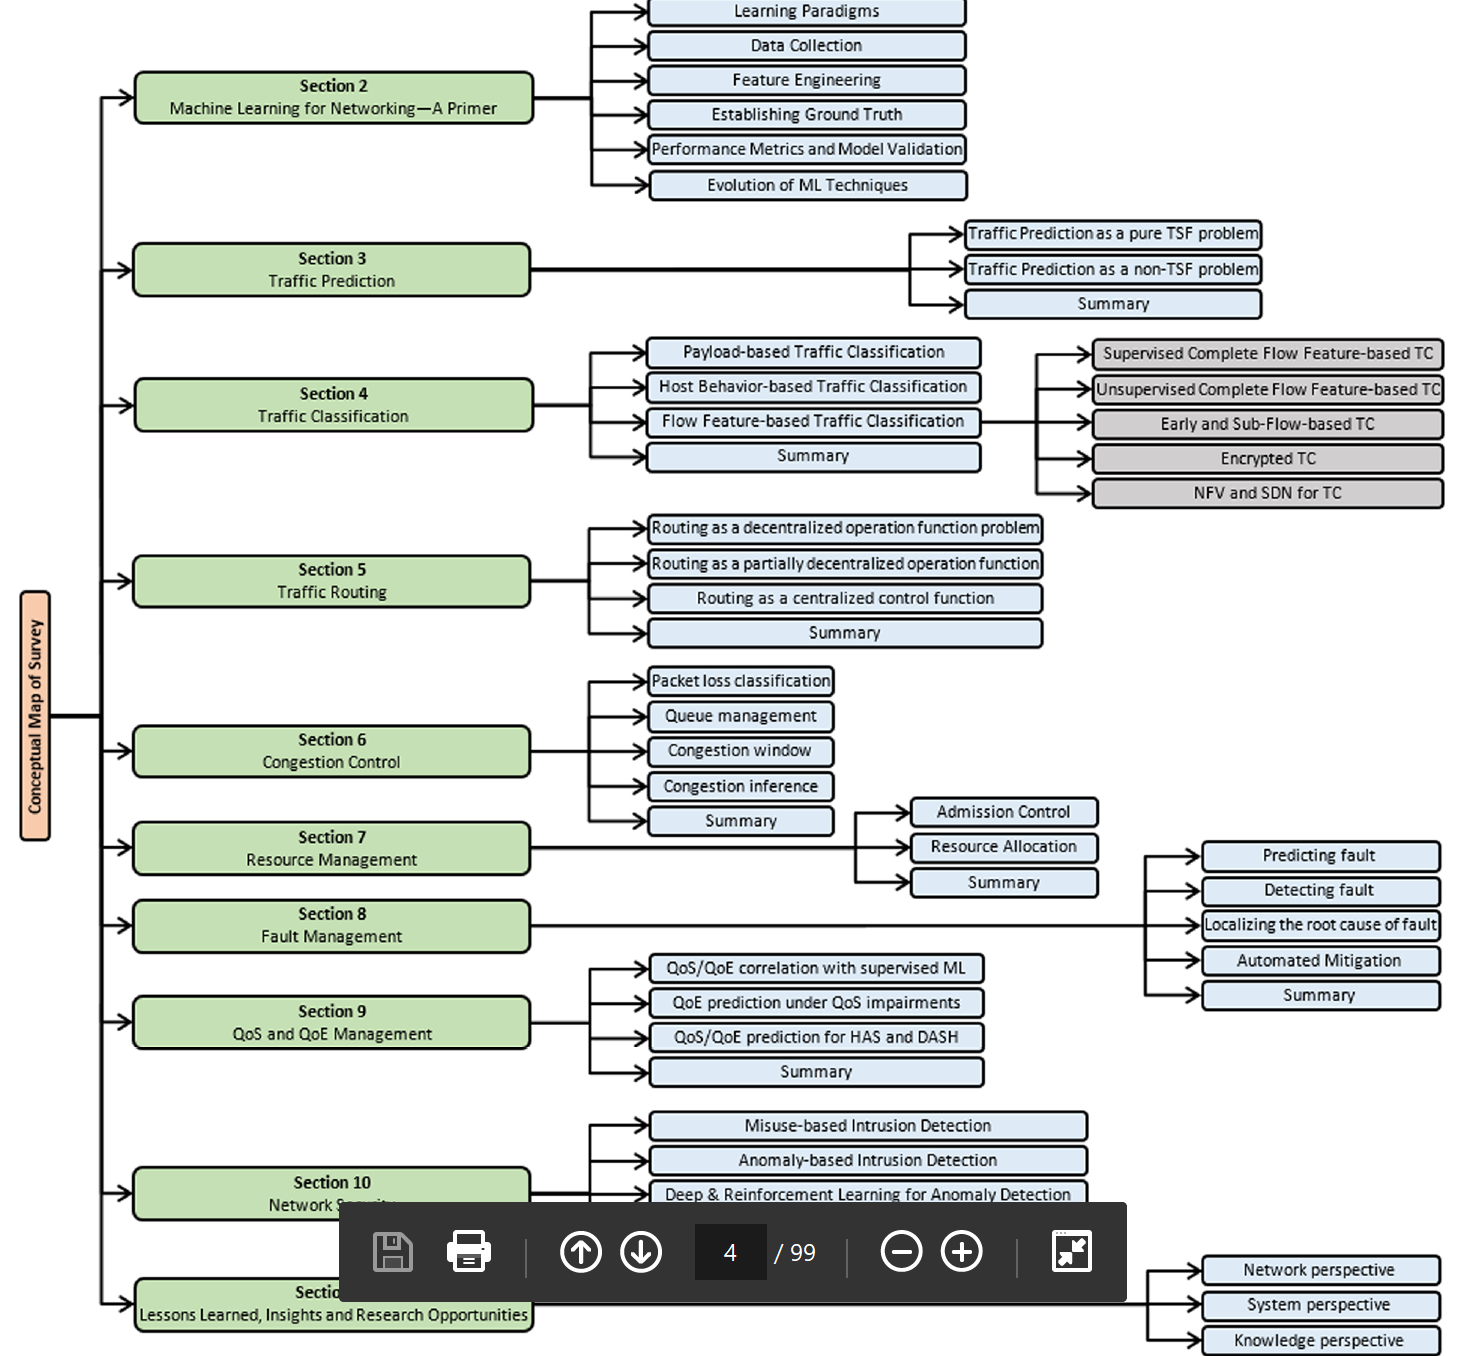 Conceptual Map of Survey
Section 2
Machine Learning for Networking—A Primer
Learning Paradigms
Data Collection
Feature Engineering
Establishing Ground Truth
Performance Metrics and Model Validation
Evolution of ML Techniques
Section 3
Traffic Prediction
Traffic Prediction as a pure TSF problem
Traffic Prediction as a non-TSF problem
Summary
Section 4
Traffic Classification
Payload-based Traffic Classification
Host Behavior-based Traffic Classification
Flow Feature-based Traffic Classification
Summary
Supervised Complete Flow Feature-based TC
Unsupervised Complete Flow Feature-based TC
Early and Sub-Flow-based TC
Encrypted TC
NFV and SDN for TC
Section 5
Traffic Routing
Routing as a decentralized operation function problem
Routing as a partially decentralized operation function
Routing as a centralized control function
Summary
Section 6
Congestion Control
Packet loss classification
Queue management
Congestion window
Congestion inference
Summary
Section 7
Resource Management
Admission Control
Resource Allocation
Summary
Section 8
Fault Management
Predicting fault
Detecting fault
Localizing the root cause of fault
Automated Mitigation
Summary
Section 9
QoS and QoE Management
QoS/QoE correlation with supervised ML
QoE prediction under QoS impairments
QoS/QoE prediction for HAS and DASH
Summary
Section 10
Network
Misuse-based Intrusion Detection
Anomaly-based Intrusion Detection
Deep & Reinforcement Learning for Anomaly Detection
4 / 99
Lessons Learned, Insights and Research Opportunities
Network perspective
System perspective
Knowledge perspective